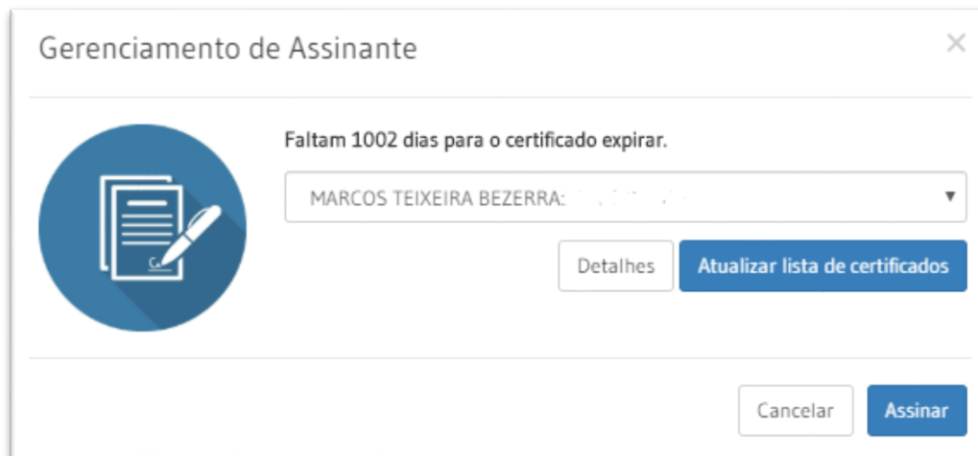 Gerenciamento de Assinante
×
Faltam 1002 dias para o certificado expirar.
MARCOS TEIXEIRA BEZERRA:
Detalhes
Atualizar lista de certificados
Cancelar
Assinar